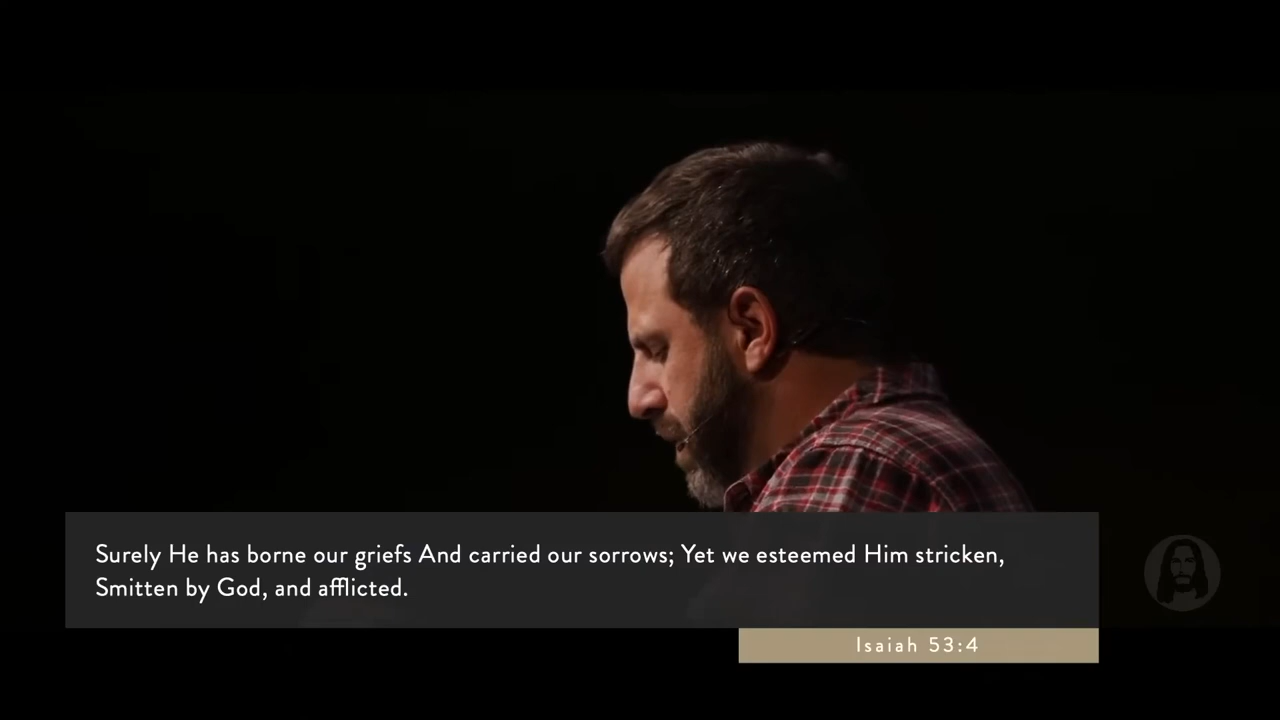 Surely He has borne our griefs And carried our sorrows; Yet we esteemed Him stricken,
Smitten by God, and afflicted.
Isaiah 53:4